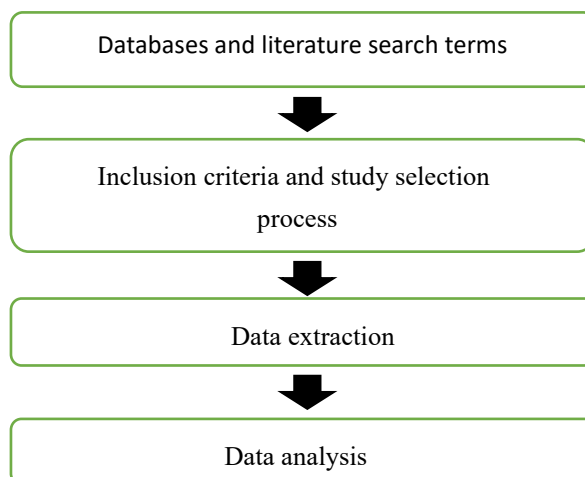 Databases and literature search terms
Inclusion criteria and study selection
process
Data extraction
Data analysis